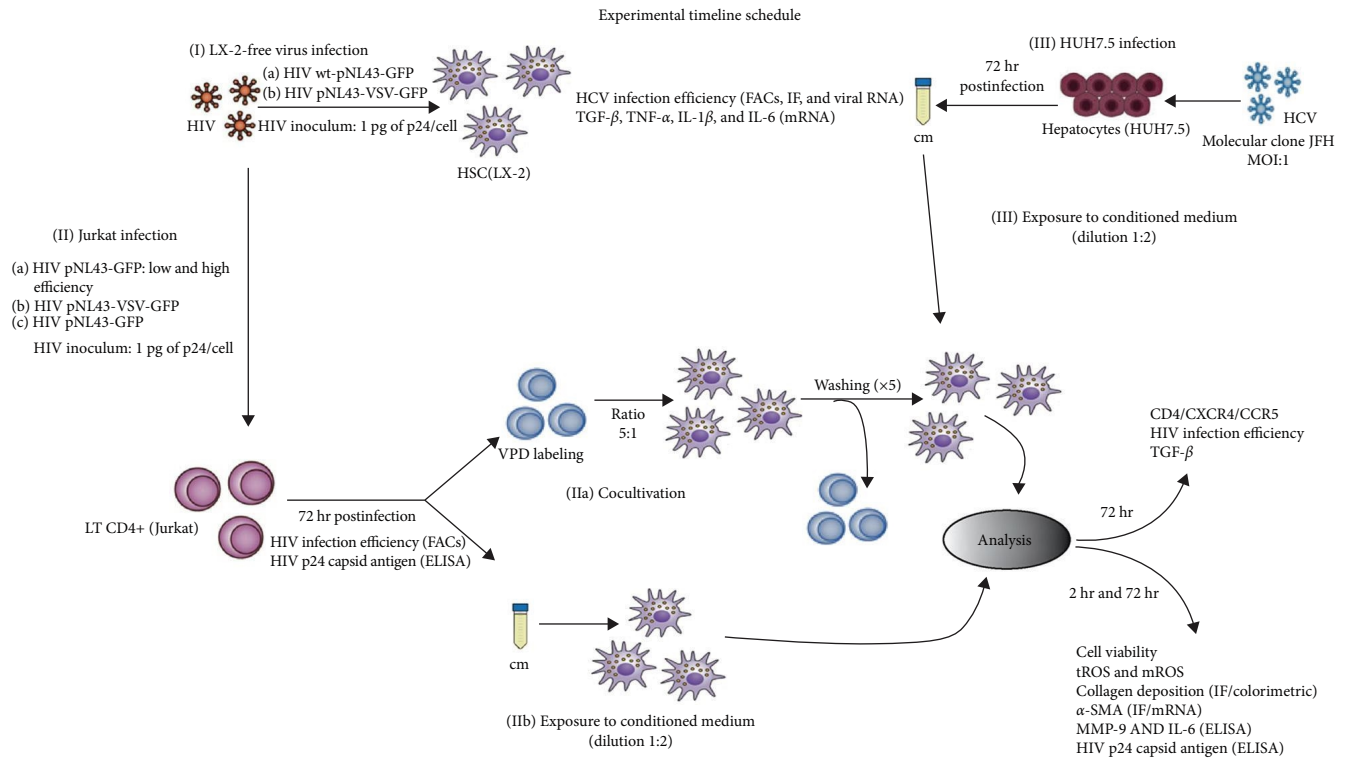 Experimental timeline schedule
(I) LX-2-free virus infection
(a) HIV wt-pNL43-GFP
(b) HIV pNL43-VSV-GFP
HIV
HIV inoculum: 1 pg of p24/cell
HSC(LX-2)
HCV infection efficiency (FACs, IF, and viral RNA)
TGF-β, TNF-α, IL-1β, and IL-6 (mRNA)
(III) HUH7.5 infection
72 hr
postinfection
cm
Hepatocytes (HUH7.5)
HCV
Molecular clone JFH
MOI:1
(III) Exposure to conditioned medium
(dilution 1:2)
(II) Jurkat infection
(a) HIV pNL43-GFP: low and high
efficiency
(b) HIV pNL43-VSV-GFP
(c) HIV pNL43-GFP
HIV inoculum: 1 pg of p24/cell
LT CD4+ (Jurkat)
72 hr postinfection
HIV infection efficiency (FACs)
HIV p24 capsid antigen (ELISA)
VPD labeling
Ratio
5:1
Washing (×5)
(IIa) Cocultivation
cm
(IIb) Exposure to conditioned medium
(dilution 1:2)
Analysis
72 hr
CD4/CXCR4/CCR5
HIV infection efficiency
TGF-β
2 hr and 72 hr
Cell viability
tROS and mROS
Collagen deposition (IF/colorimetric)
α-SMA (IF/mRNA)
MMP-9 AND IL-6 (ELISA)
HIV p24 capsid antigen (ELISA)